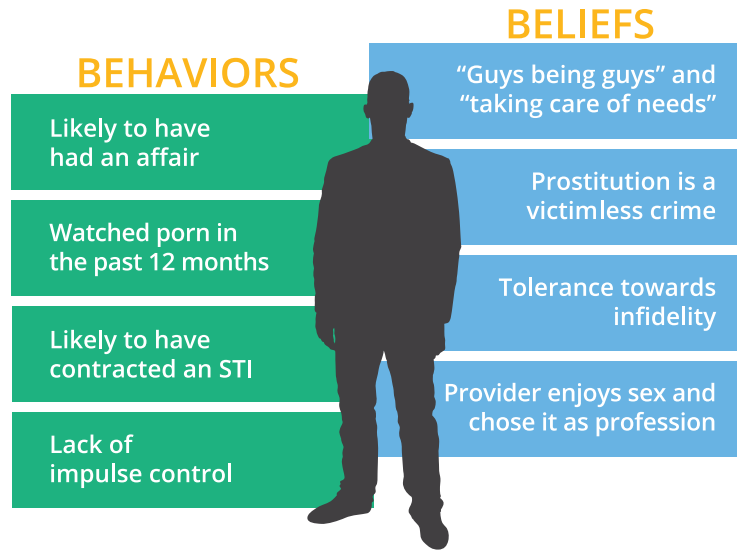 BEHAVIORS
Likely to have
had an affair
Watched porn in
the past 12 months
Likely to have
contracted an STI
Lack of
impulse control
BELIEFS
“Guys being guys” and
“taking care of needs”
Prostitution is a
victimless crime
Tolerance towards
infidelity
Provider enjoys sex and
chose it as profession